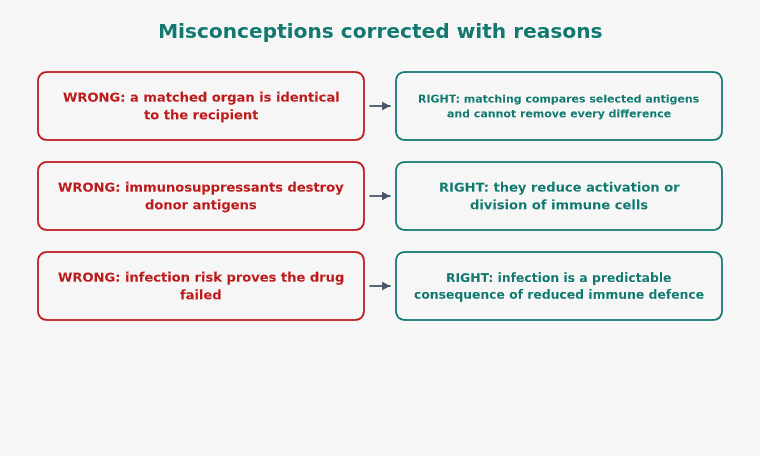 Misconceptions corrected with reasons
WRONG: a matched organ is identical
to the recipient
RIGHT: matching compares selected antigens
and cannot remove every difference
WRONG: immunosuppressants destroy
donor antigens
RIGHT: they reduce activation or
division of immune cells
WRONG: infection risk proves the drug
failed
RIGHT: infection is a predictable
consequence of reduced immune defence